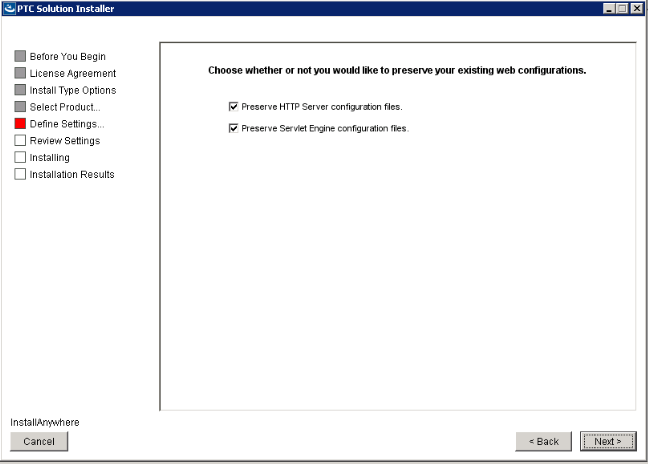 PTC Solution Installer
Before You Begin
License Agreement
Install Type Options
Select Product...
Define Settings...
Review Settings
Installing
Installation Results
Choose whether or not you would like to preserve your existing web configurations.
Preserve HTTP Server configuration files.
Preserve Servlet Engine configuration files.
InstallAnywhere
Cancel
< Back
Next >